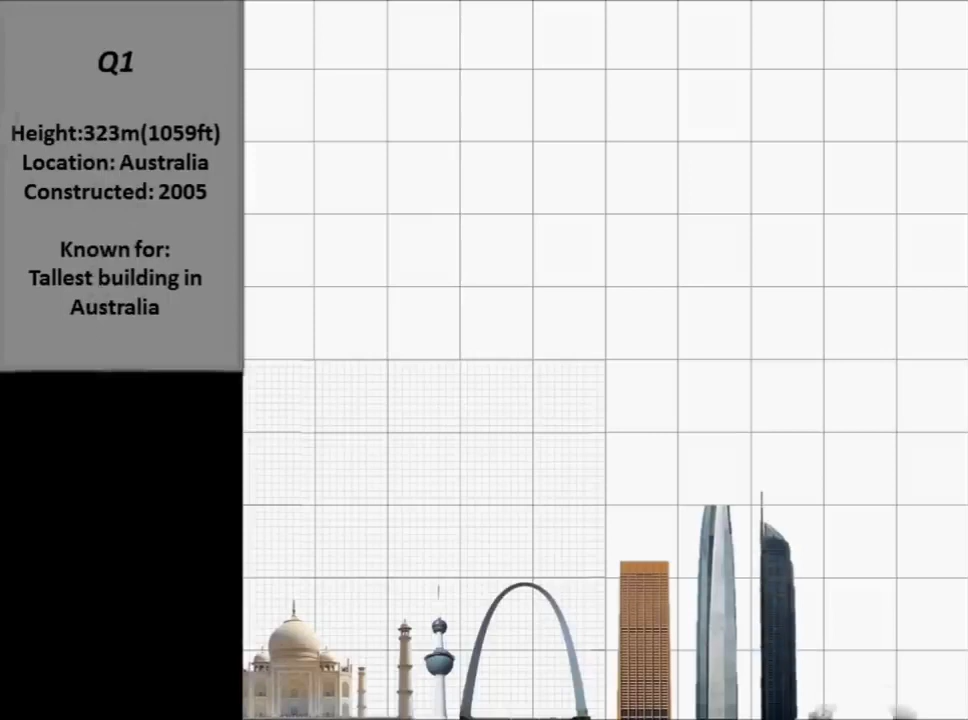 Q1
Height:323m(1059ft)
Location: Australia
Constructed: 2005
Known for:
Tallest building in
Australia